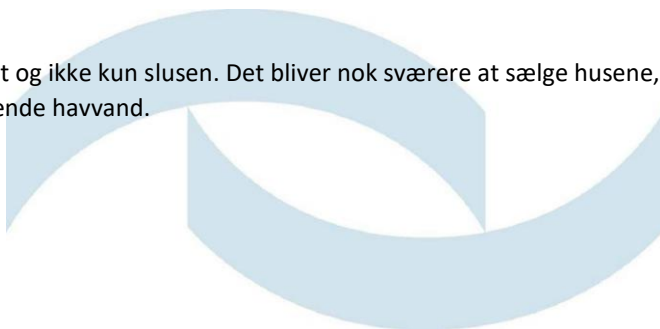 t og ikke kun slusen. Det bliver nok sværere at sælge husene,
ende havvand.